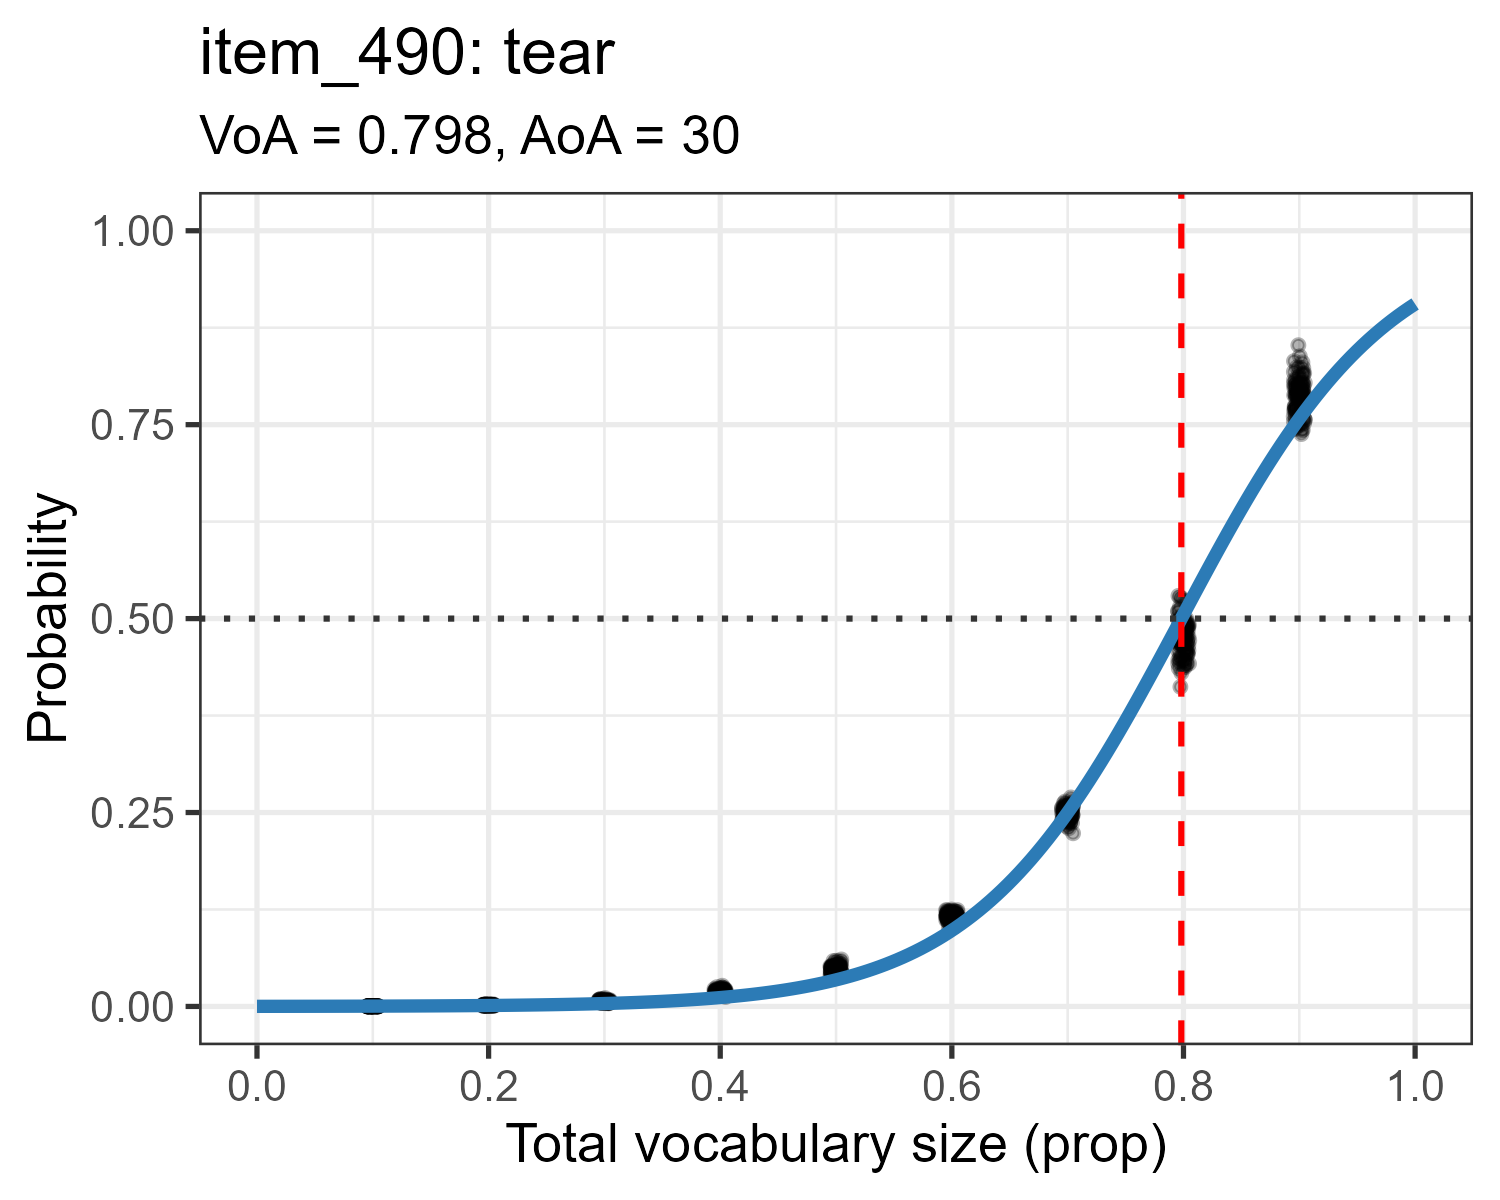 item_490: tear
VoA = 0.798, AoA = 30
1.00
0.75
0.50
0.25
0.00
Probability
0.0 0.2 0.4 0.6 0.8 1.0
Total vocabulary size (prop)